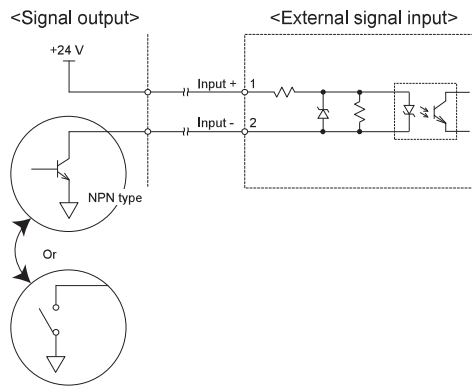 <Signal output>
<External signal input>
+24 V
Input +
1
Input -
2
NPN type
Or